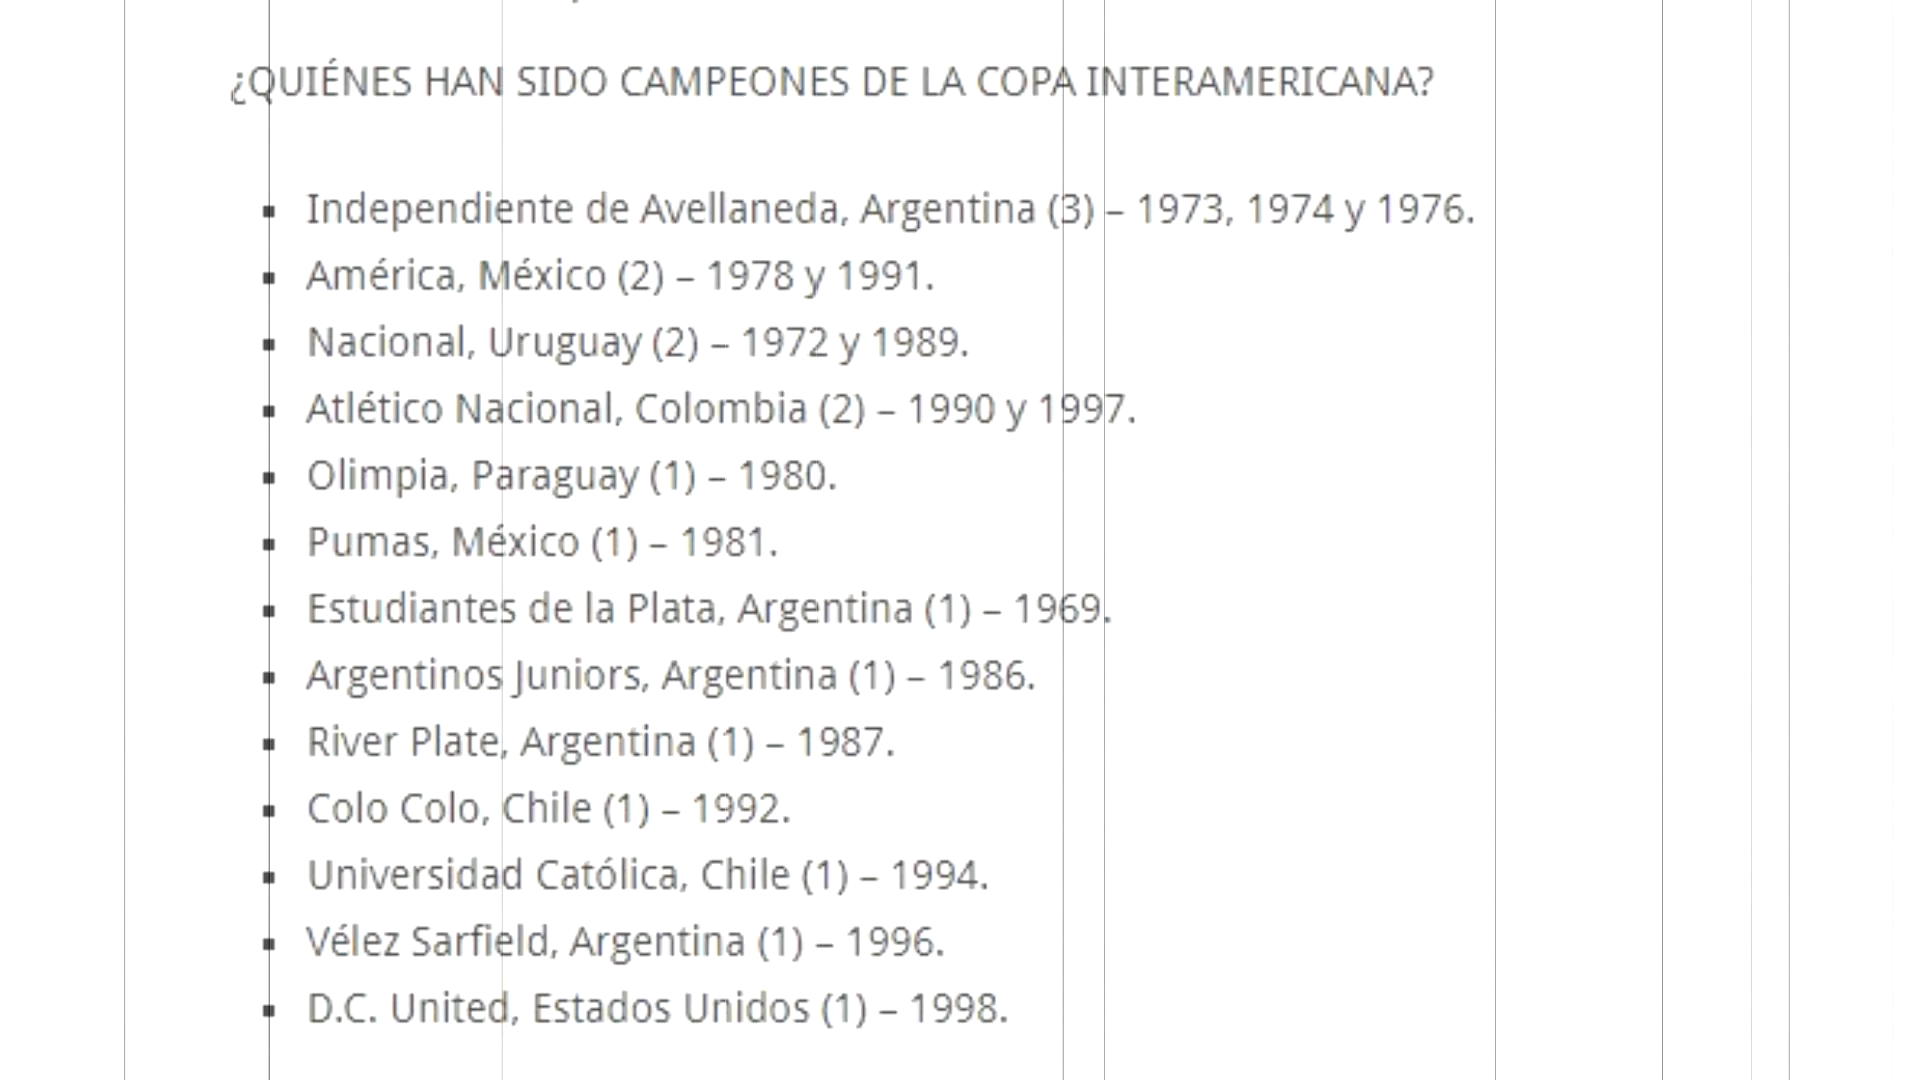 ¿QUIÉNES HAN SIDO CAMPEONES DE LA COPA INTERAMERICANA?
▪ Independiente de Avellaneda, Argentina (3) – 1973, 1974 y 1976.
▪ América, México (2) – 1978 y 1991.
▪ Nacional, Uruguay (2) – 1972 y 1989.
▪ Atlético Nacional, Colombia (2) – 1990 y 1997.
▪ Olimpia, Paraguay (1) – 1980.
▪ Pumas, México (1) – 1981.
▪ Estudiantes de la Plata, Argentina (1) – 1969.
▪ Argentinos Juniors, Argentina (1) – 1986.
▪ River Plate, Argentina (1) – 1987.
▪ Colo Colo, Chile (1) – 1992.
▪ Universidad Católica, Chile (1) – 1994.
▪ Vélez Sarfield, Argentina (1) – 1996.
▪ D.C. United, Estados Unidos (1) – 1998.